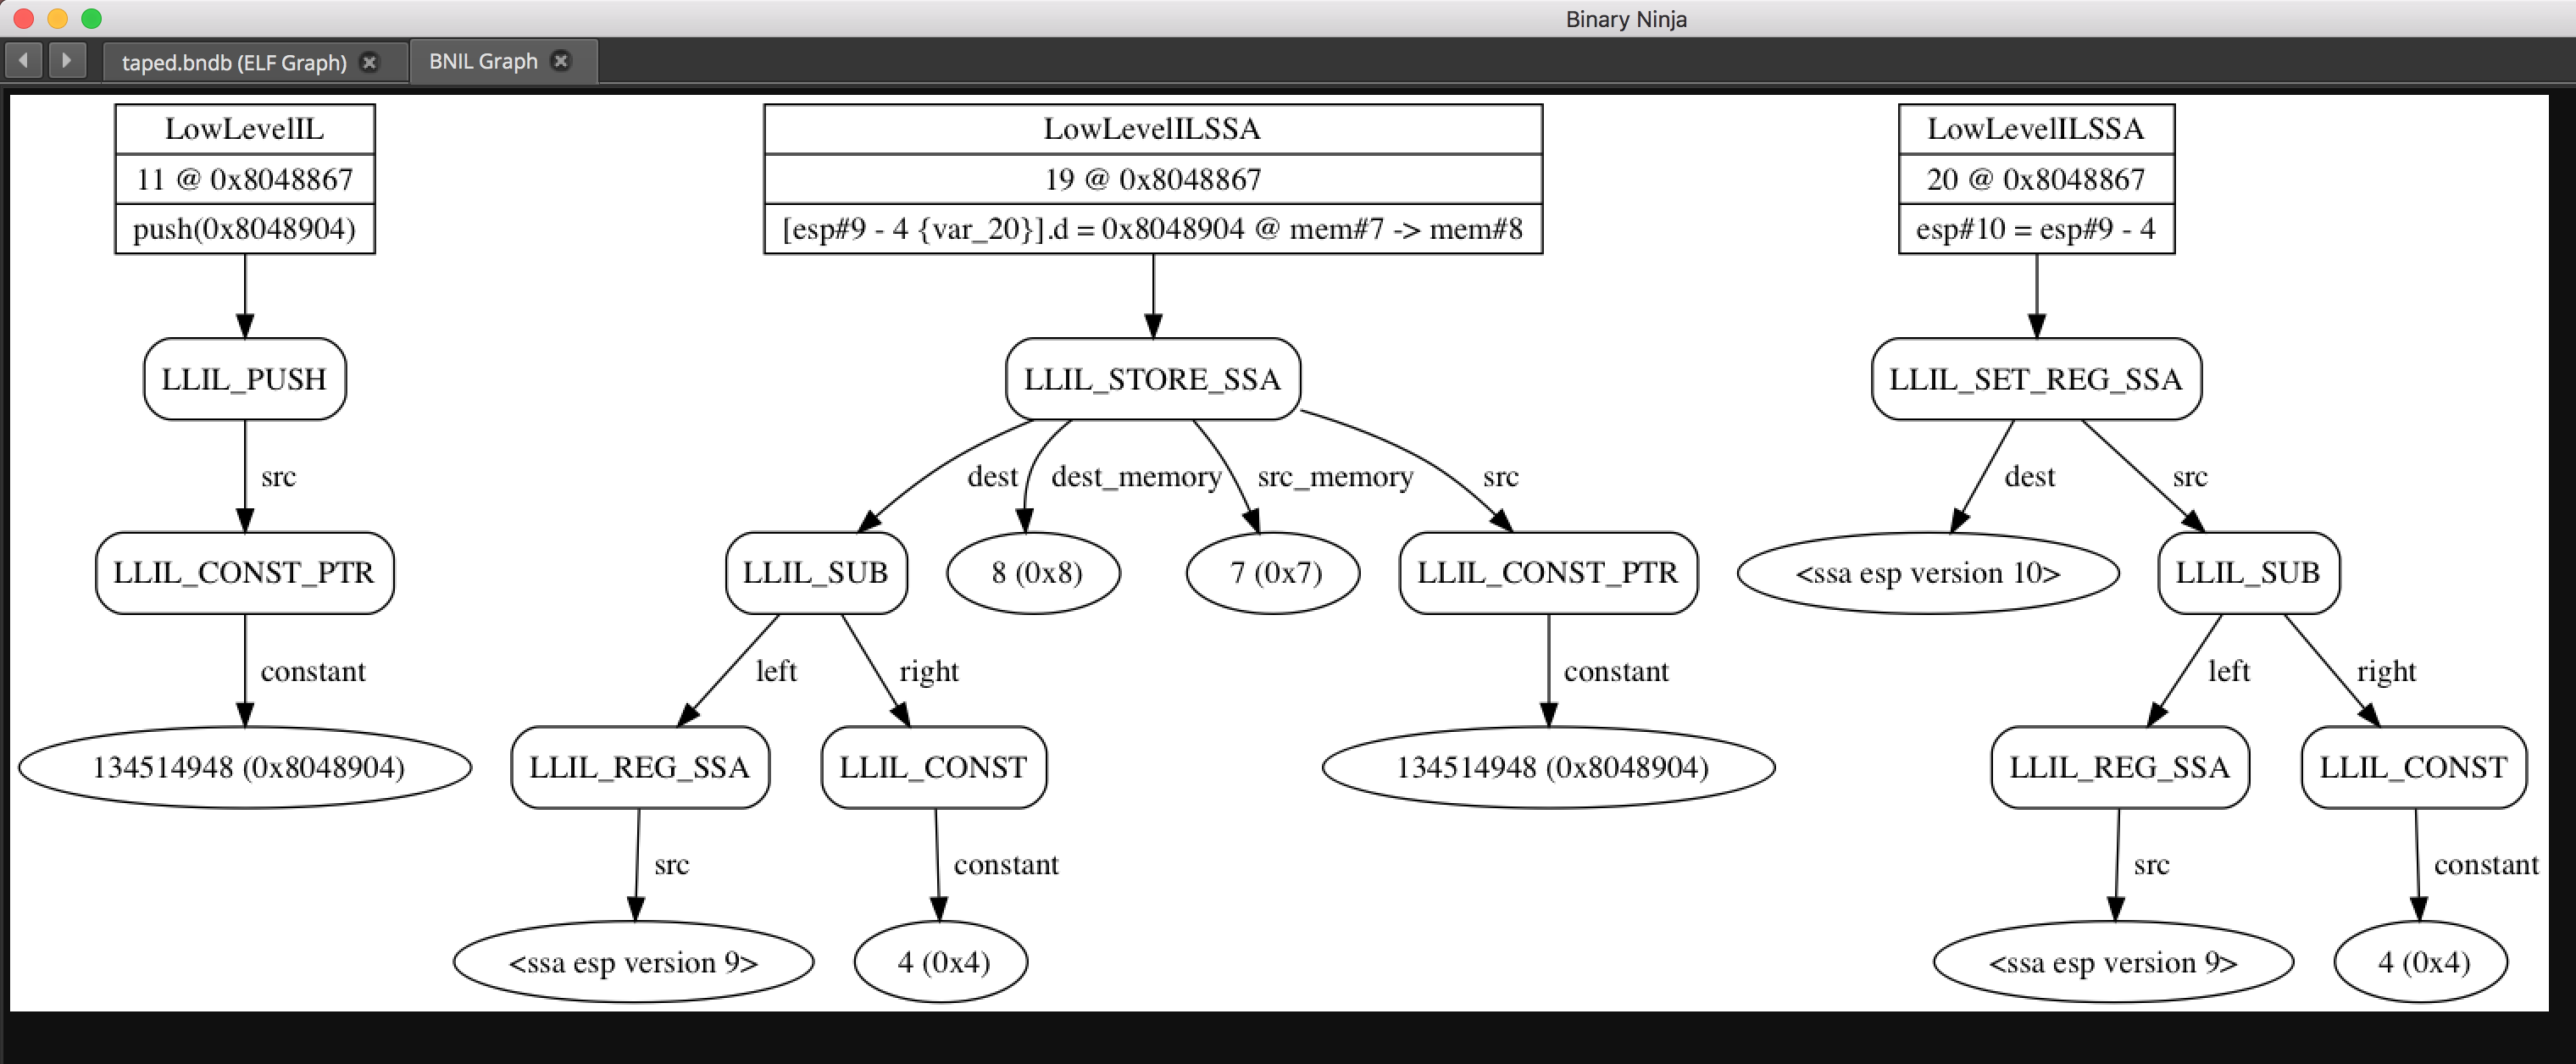 Binary Ninja
taped.bndb (ELF Graph)
BNIL Graph
LowLevelIL
11 @ 0x8048867
push(0x8048904)
LLIL_PUSH
src
LLIL_CONST_PTR
constant
134514948 (0x8048904)
LowLevelILSSA
19 @ 0x8048867
[esp#9 - 4 {var_20}].d = 0x8048904 @ mem#7 -> mem#8
LLIL_STORE_SSA
dest
dest_memory
src_memory
src
LLIL_SUB
8 (0x8)
7 (0x7)
LLIL_CONST_PTR
left
right
constant
LLIL_REG_SSA
LLIL_CONST
134514948 (0x8048904)
src
constant
<ssa esp version 9>
4 (0x4)
LowLevelILSSA
20 @ 0x8048867
esp#10 = esp#9 - 4
LLIL_SET_REG_SSA
dest
src
<ssa esp version 10>
LLIL_SUB
left
right
LLIL_REG_SSA
LLIL_CONST
src
constant
<ssa esp version 9>
4 (0x4)